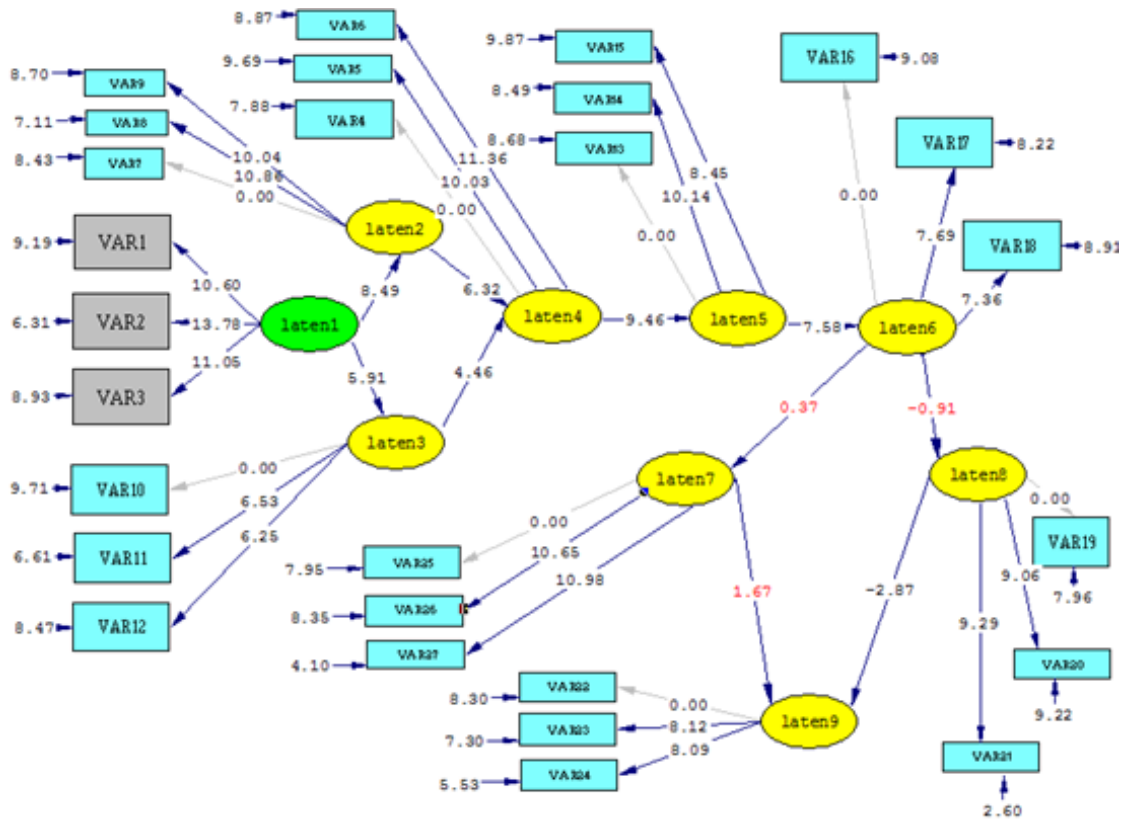 8.87 VAR6
9.69 VAR5
7.88 VAR4
9.87 VAR15
8.49 VAR14
8.68 VAR13
VAR16 9.08
VAR17 8.22
VAR18 8.91
8.70 VAR9
7.11 VAR8
8.43 VAR7
10.04
10.86
0.00
11.36
10.03
0.00
8.45
10.14
0.00
0.00
7.69
7.36
9.19 VAR1
6.31 VAR2
8.93 VAR3
10.60
13.78
11.05
laten1
laten2
8.49
6.32
laten4
9.46
laten5
7.58
laten6
5.91
4.46
laten3
0.37
-0.91
9.71 VAR10
6.61 VAR11
8.47 VAR12
0.00
6.53
6.25
laten7
laten8
0.00
10.65
10.98
7.95 VAR25
8.35 VAR26
4.10 VAR27
1.67
-2.87
0.00
9.06
9.29
VAR19
7.96
VAR20
9.22
VAR21
2.60
8.30 VAR22
7.30 VAR23
5.53 VAR24
0.00
8.12
8.09
laten9